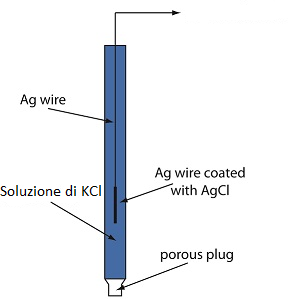 Ag wire
Ag wire coated
with AgCl
Soluzione di KCl
porous plug